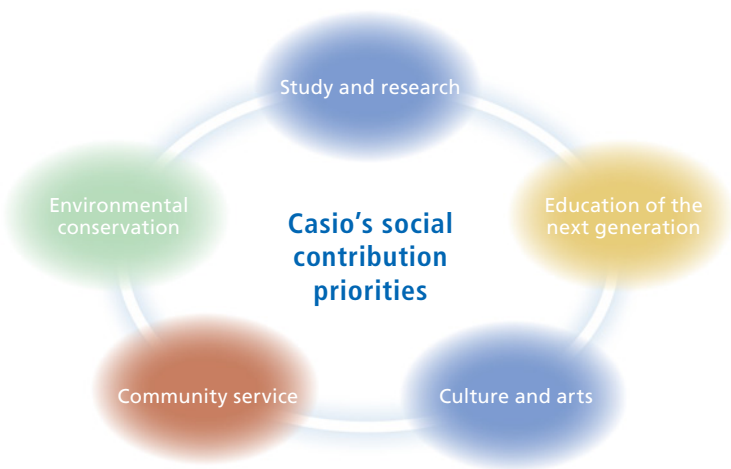 Study and research
Environmental
conservation
Education of the
next generation
Casio's social
contribution
priorities
Community service
Culture and arts